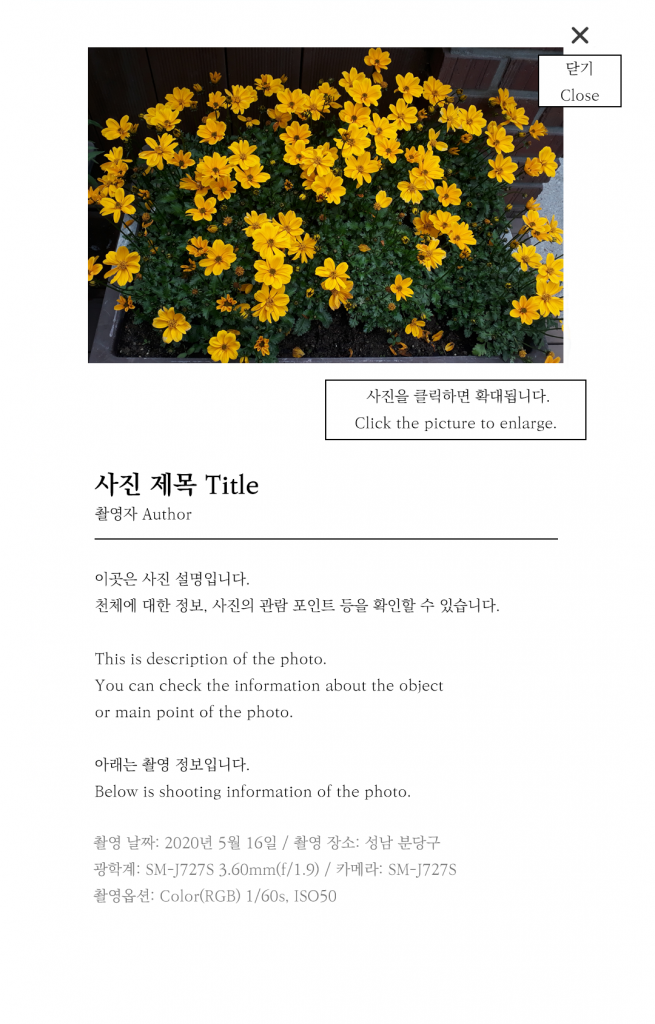 닫기
Close
사진을 클릭하면 확대됩니다.
Click the picture to enlarge.
사진 제목 Title
촬영자 Author
이곳은 사진 설명입니다.
천체에 대한 정보, 사진의 관람 포인트 등을 확인할 수 있습니다.
This is description of the photo.
You can check the information about the object
or main point of the photo.
아래는 촬영 정보입니다.
Below is shooting information of the photo.
촬영 날짜: 2020년 5월 16일 / 촬영 장소: 성남 분당구
광학계: SM-J727S 3.60mm(f/1.9) / 카메라: SM-J727S
촬영옵션: Color(RGB) 1/60s, ISO50